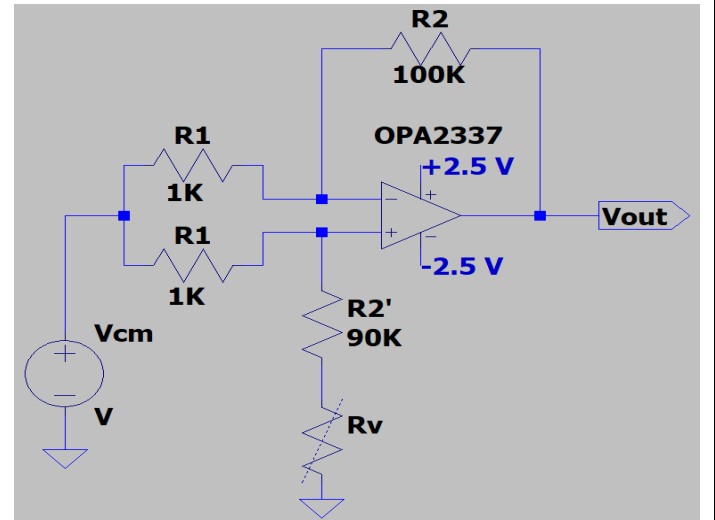 R2
100K
R1
1K
OPA2337
+2.5 V
+
−
+
−
-2.5 V
Vout
R1
1K
R2'
90K
Vcm
+
−
V
Rv